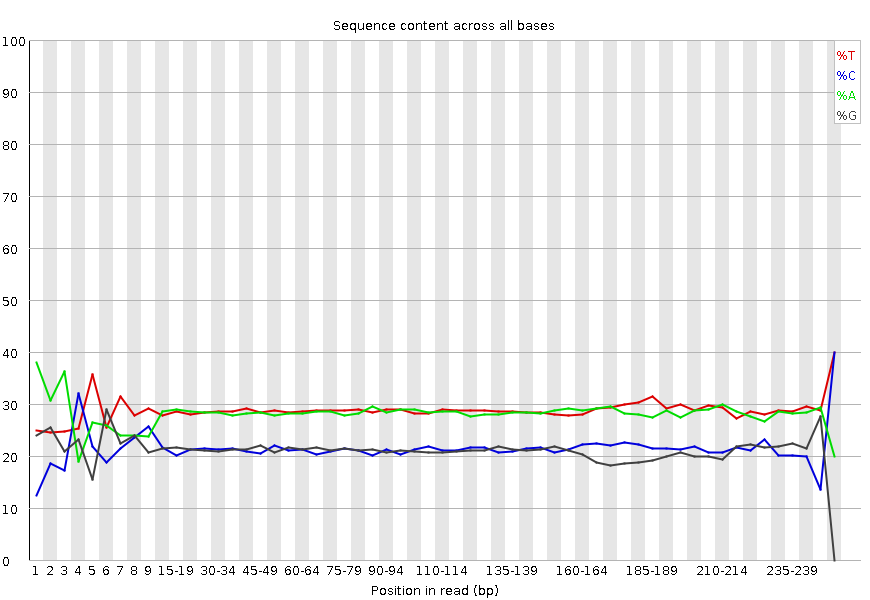 Sequence content across all bases
100
90
80
70
60
50
40
30
20
10
0
%T
%C
%A
%G
1 2 3 4 5 6 7 8 9 15-19 30-34 45-49 60-64 75-79 90-94 110-114 135-139 160-164 185-189 210-214 235-239
Position in read (bp)